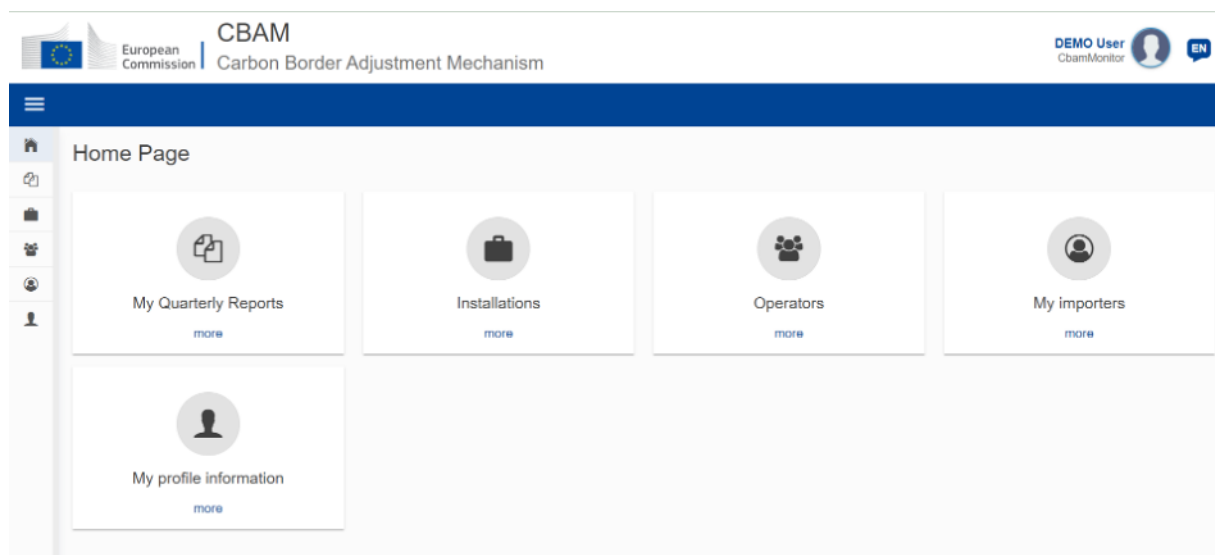 CBAM
European
Commission
Carbon Border Adjustment Mechanism
DEMO User
CbamMonitor
EN
Home Page
My Quarterly Reports
more
Installations
more
Operators
more
My importers
more
My profile information
more